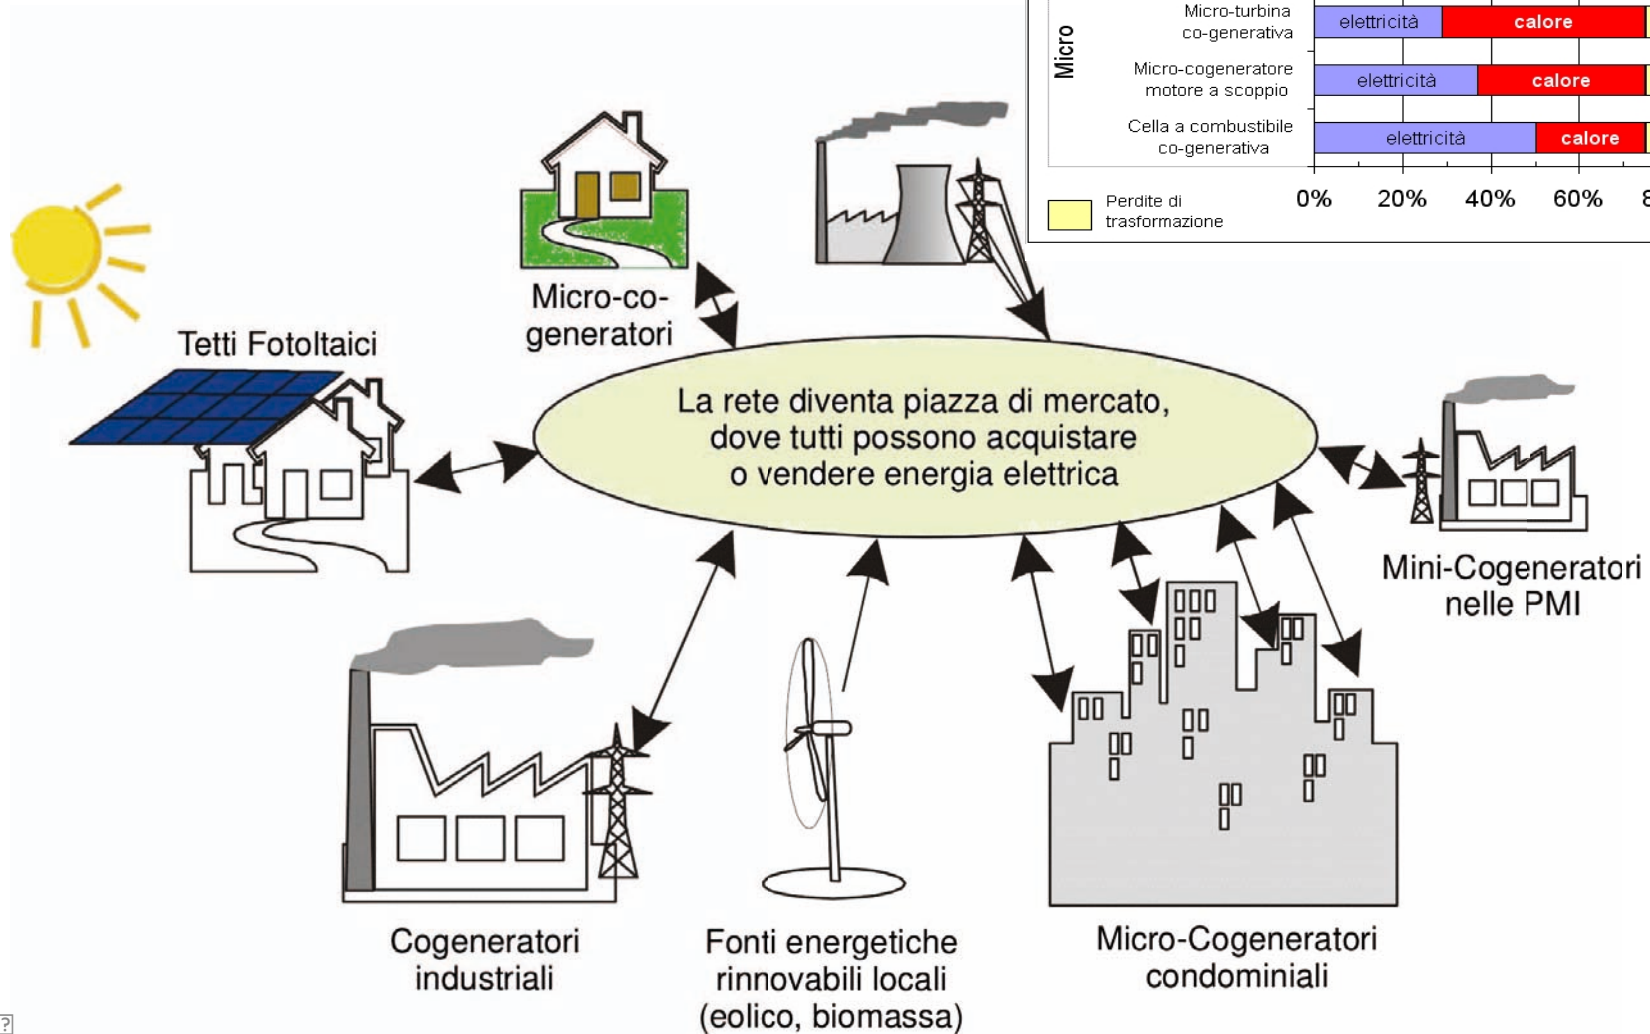 Micro
Micro-turbina
co-generativa
elettricità
calore
Micro-cogeneratore
motore a scoppio
elettricità
calore
Cella a combustibile
co-generativa
elettricità
calore
0% 20% 40% 60% 8
Perdite di
trasformazione
Micro-co-
generatori
Tetti Fotoltaici
La rete diventa piazza di mercato,
dove tutti possono acquistare
o vendere energia elettrica
Mini-Cogeneratori
nelle PMI
Cogeneratori
industriali
Fonti energetiche
rinnovabili locali
(eolico, biomassa)
Micro-Cogeneratori
condominiali
?